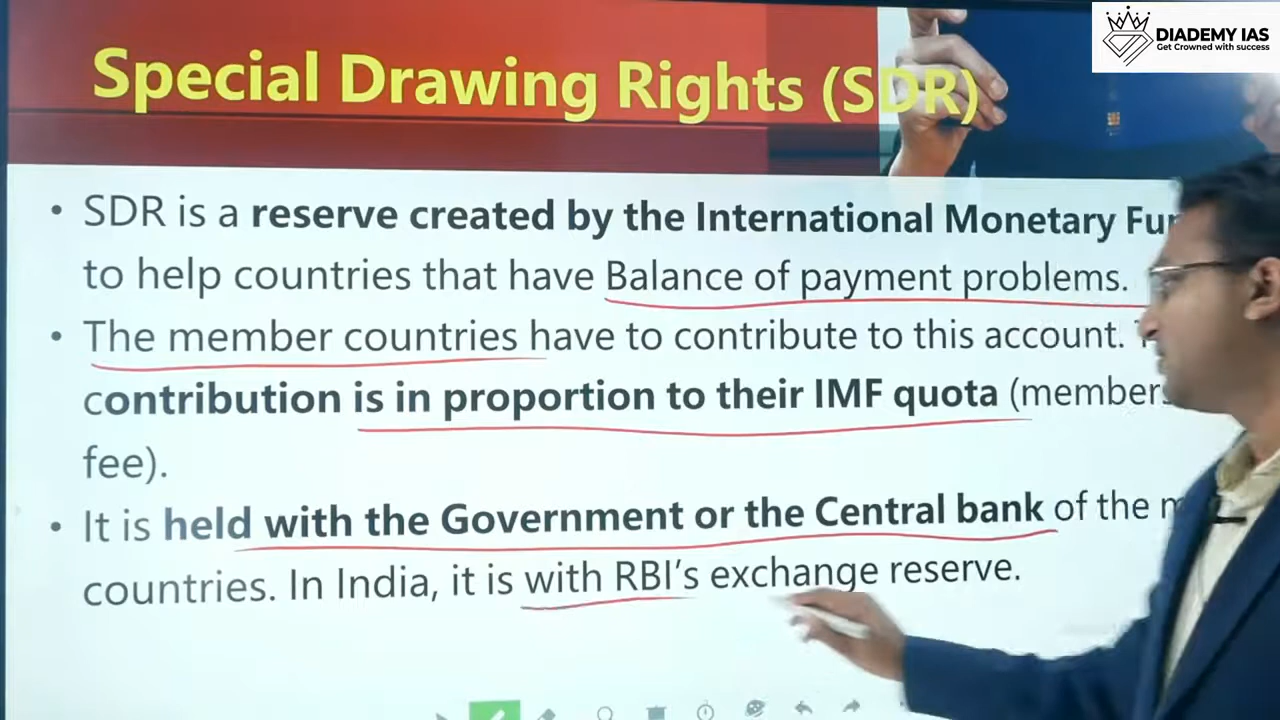 DIADEMY IAS
Get Crowned with success
Special Drawing Rights (SDR)
• SDR is a reserve created by the International Monetary
to help countries that have Balance of payment problems.
• The member countries have to contribute to this account.
contribution is in proportion to their IMF quota
fee).
• It is held with the Government or the Central bank of the
countries. In India, it is with RBI's exchange reserve.